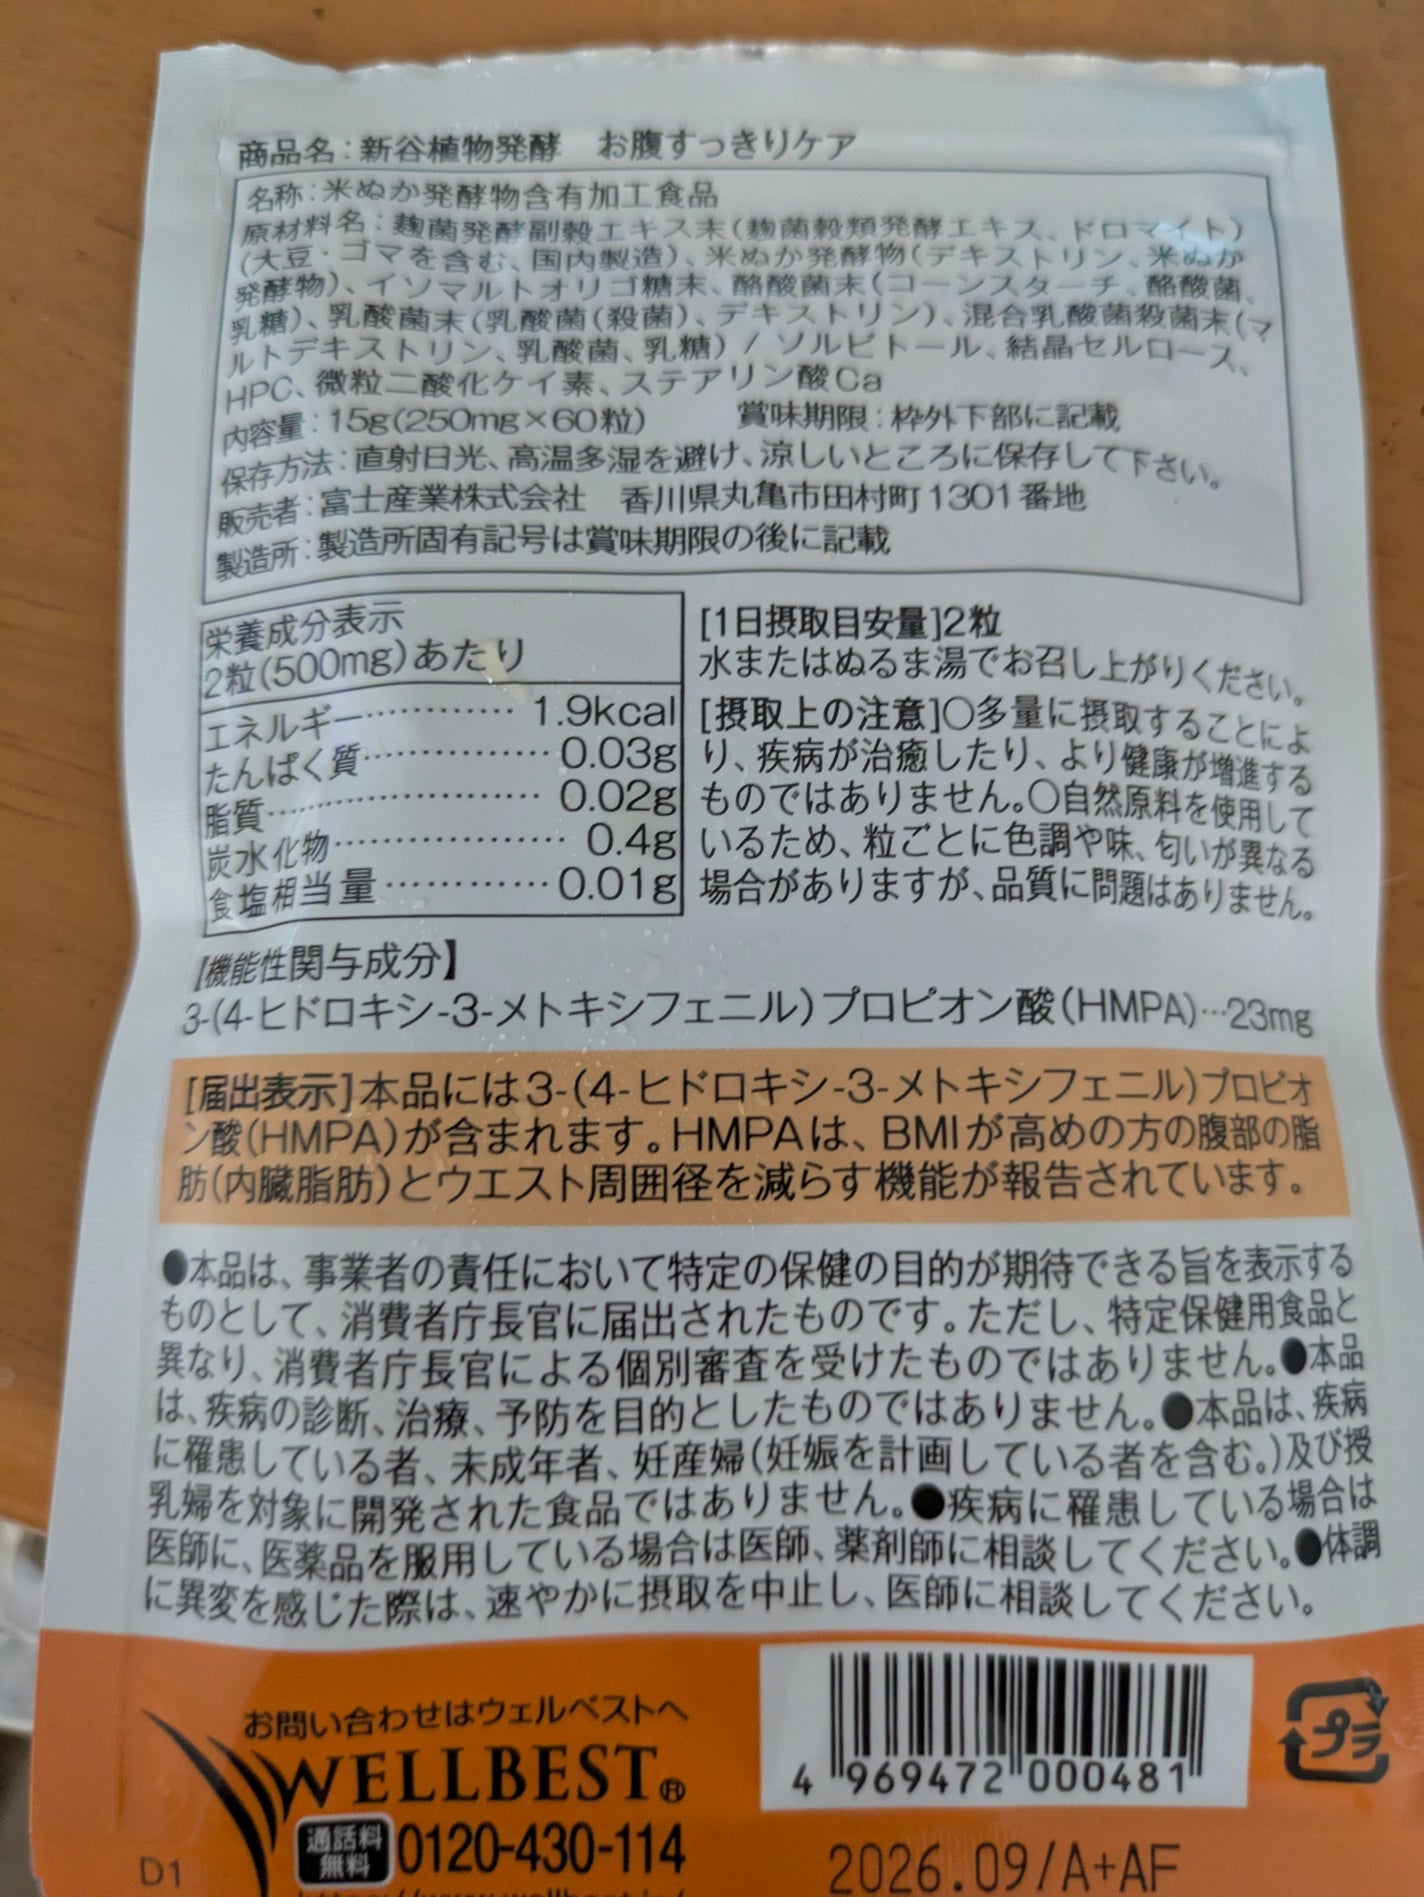 商品名：新谷植物発酵　お腹すっきりケア
名称：米ぬか発酵物含有加工食品
原材料名：麹菌発酵副穀エキス末（麹菌穀類発酵エキス、ドロマイト）
（大豆・ゴマを含む、国内製造）、米ぬか発酵物（デキストリン、米ぬか
発酵物）、イソマルトオリゴ糖末、酪酸菌末（コーンスターチ、酪酸菌、
乳糖）、乳酸菌末（乳酸菌（殺菌）、デキストリン）、混合乳酸菌殺菌末（マ
ルトデキストリン、乳酸菌、乳糖）／ソルビトール、結晶セルロース、
HPC、微粒二酸化ケイ素、ステアリン酸Ca
内容量：15g（250mg×60粒）　賞味期限：枠外下部に記載
保存方法：直射日光、高温多湿を避け、涼しいところに保存して下さい。
販売者：富士産業株式会社　香川県丸亀市田村町1301番地
製造所：製造所固有記号は賞味期限の後に記載
栄養成分表示
2粒（500mg）あたり
エネルギー…………… 1.9kcal
たんぱく質…………… 0.03g
脂質…………………… 0.02g
炭水化物……………… 0.4g
食塩相当量………… 0.01g
[1日摂取目安量]2粒
水またはぬるま湯でお召し上がりください。
[摂取上の注意]○多量に摂取することによ
り、疾病が治癒したり、より健康が増進する
ものではありません。○自然原料を使用して
いるため、粒ごとに色調や味、匂いが異なる
場合がありますが、品質に問題はありません。
【機能性関与成分】
3-(4-ヒドロキシ-3-メトキシフェニル)プロピオン酸(HMPA)…23mg
[届出表示]本品には3-(4-ヒドロキシ-3-メトキシフェニル)プロピオ
ン酸(HMPA)が含まれます。HMPAは、BMIが高めの方の腹部の脂
肪(内臓脂肪)とウエスト周囲径を減らす機能が報告されています。
●本品は、事業者の責任において特定の保健の目的が期待できる旨を表示する
ものとして、消費者庁長官に届出されたものです。ただし、特定保健用食品と
異なり、消費者庁長官による個別審査を受けたものではありません。●本品
は、疾病の診断、治療、予防を目的としたものではありません。●本品は、疾病
に罹患している者、未成年者、妊産婦(妊娠を計画している者を含む。)及び授
乳婦を対象に開発された食品ではありません。●疾病に罹患している場合は
医師に、医薬品を服用している場合は医師、薬剤師に相談してください。●体調
に異変を感じた際は、速やかに摂取を中止し、医師に相談してください。
お問い合わせはウェルベストへ
WELLBEST®
通話料
無料
0120-430-114
D1
4 969472 000481
プラ
2026.09/A+AF